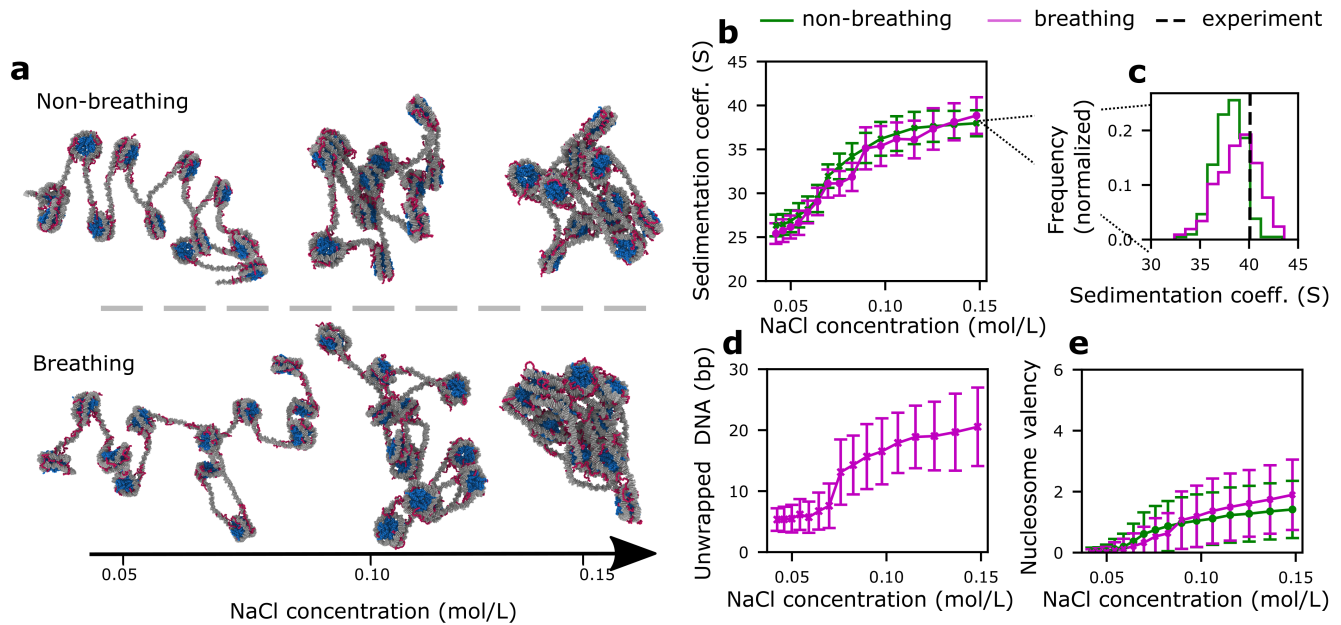 non-breathing
breathing
experiment
a
Non-breathing
Breathing
0.05
0.10
0.15
NaCl concentration (mol/L)
b
Sedimentation coeff. (S)
45
40
35
30
25
20
0.05
0.10
0.15
NaCl concentration (mol/L)
c
Frequency
(normalized)
0.2
0.1
0.0
30
35
40
45
Sedimentation coeff. (S)
d
Unwrapped DNA (bp)
30
20
10
0
0.05
0.10
0.15
NaCl concentration (mol/L)
e
Nucleosome valency
6
4
2
0
0.05
0.10
0.15
NaCl concentration (mol/L)